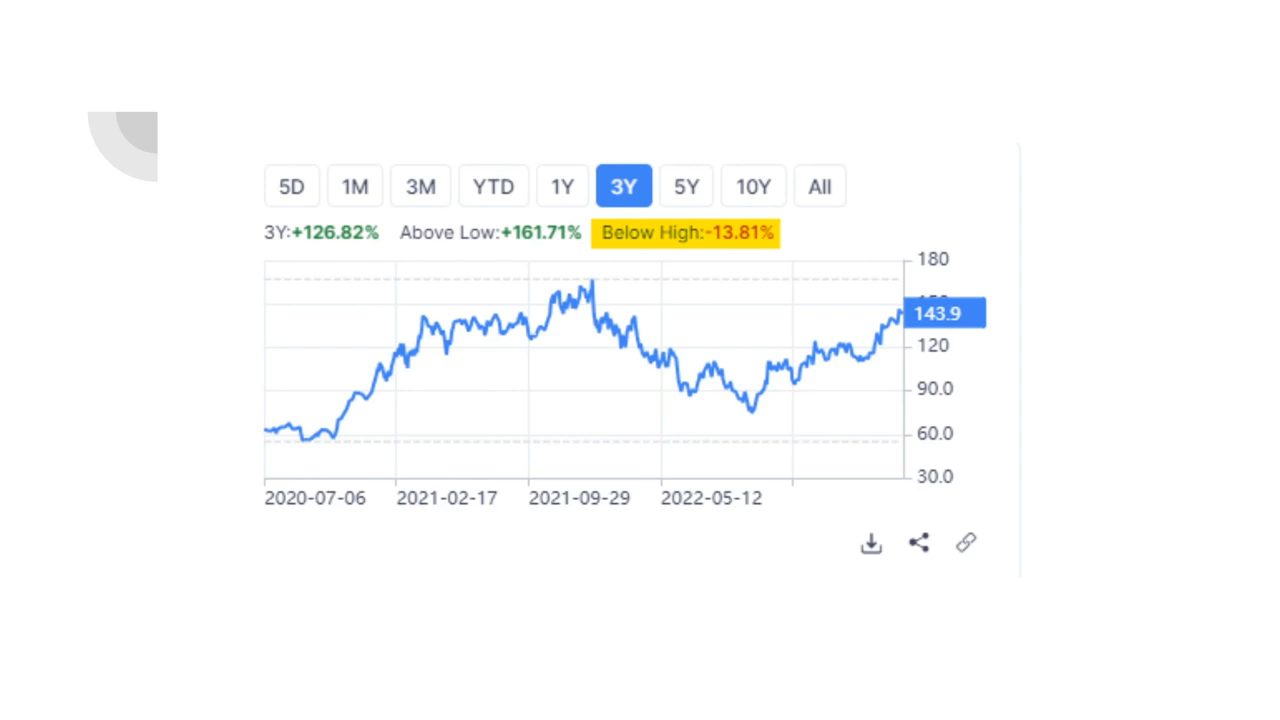 5D 1M 3M YTD 1Y 3Y 5Y 10Y All
3Y:+126.82% Above Low:+161.71% Below High:-13.81%
180
143.9
120
90.0
60.0
30.0
2020-07-06 2021-02-17 2021-09-29 2022-05-12